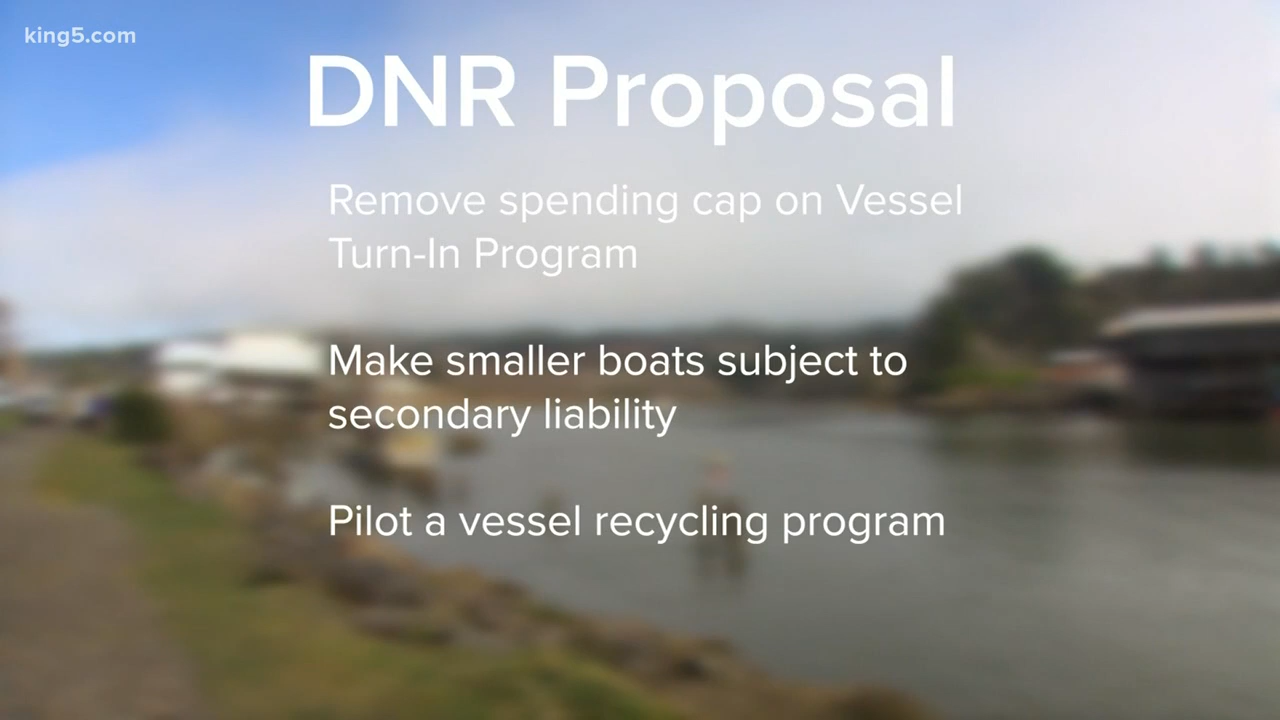 king5.com
DNR Proposal
Remove spending cap on Vessel
Turn-In Program
Make smaller boats subject to
secondary liability
Pilot a vessel recycling program